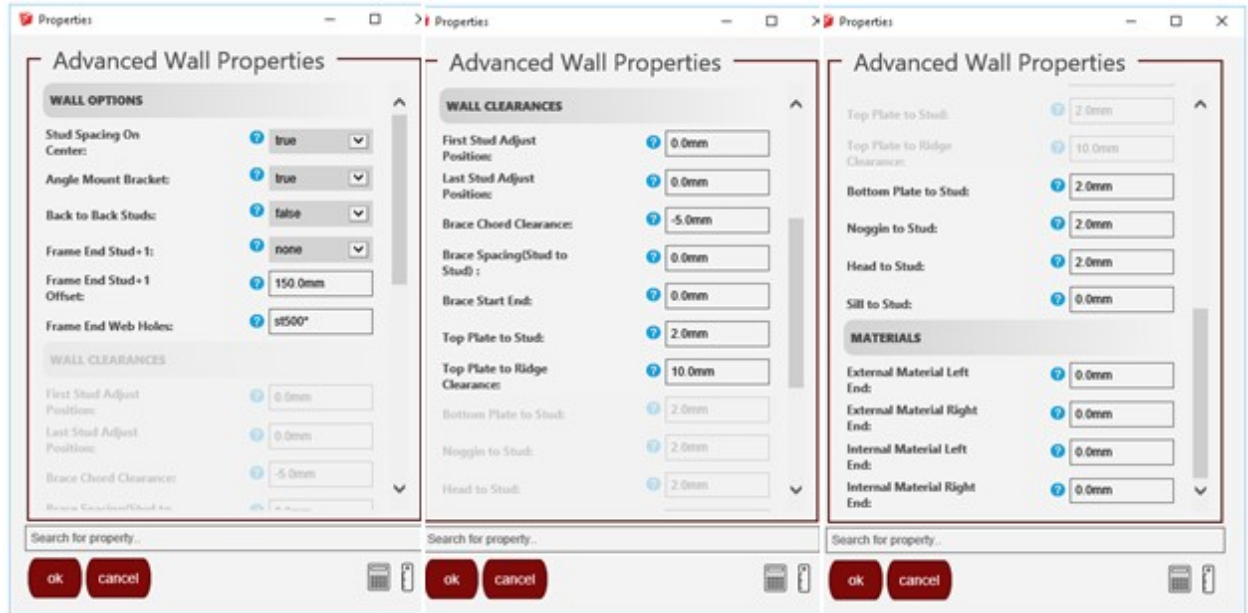 Properties
Advanced Wall Properties
WALL OPTIONS
Stud Spacing On
Center:
true
Angle Mount Bracket:
true
Back to Back Studs:
false
Frame End Stud+1:
none
Frame End Stud+1
Offset:
150.0mm
Frame End Web Holes:
st500*
WALL CLEARANCES
First Stud Adjust
Position:
0.0mm
Last Stud Adjust
Position:
0.0mm
Brace Chord Clearance:
-5.0mm
Brace Spacing(Stud to
Search for property..
ok
cancel
Properties
Advanced Wall Properties
WALL CLEARANCES
First Stud Adjust
Position:
0.0mm
Last Stud Adjust
Position:
0.0mm
Brace Chord Clearance:
-5.0mm
Brace Spacing(Stud to
Stud) :
0.0mm
Brace Start End:
0.0mm
Top Plate to Stud:
2.0mm
Top Plate to Ridge
Clearance:
10.0mm
Bottom Plate to Stud:
2.0mm
Noggin to Stud:
2.0mm
Head to Stud:
2.0mm
Search for property..
ok
cancel
Properties
Advanced Wall Properties
Top Plate to Stud:
2.0mm
Top Plate to Ridge
Clearance:
10.0mm
Bottom Plate to Stud:
2.0mm
Noggin to Stud:
2.0mm
Head to Stud:
2.0mm
Sill to Stud:
0.0mm
MATERIALS
External Material Left
End:
0.0mm
External Material Right
End:
0.0mm
Internal Material Left
End:
0.0mm
Internal Material Right
End:
0.0mm
Search for property..
ok
cancel